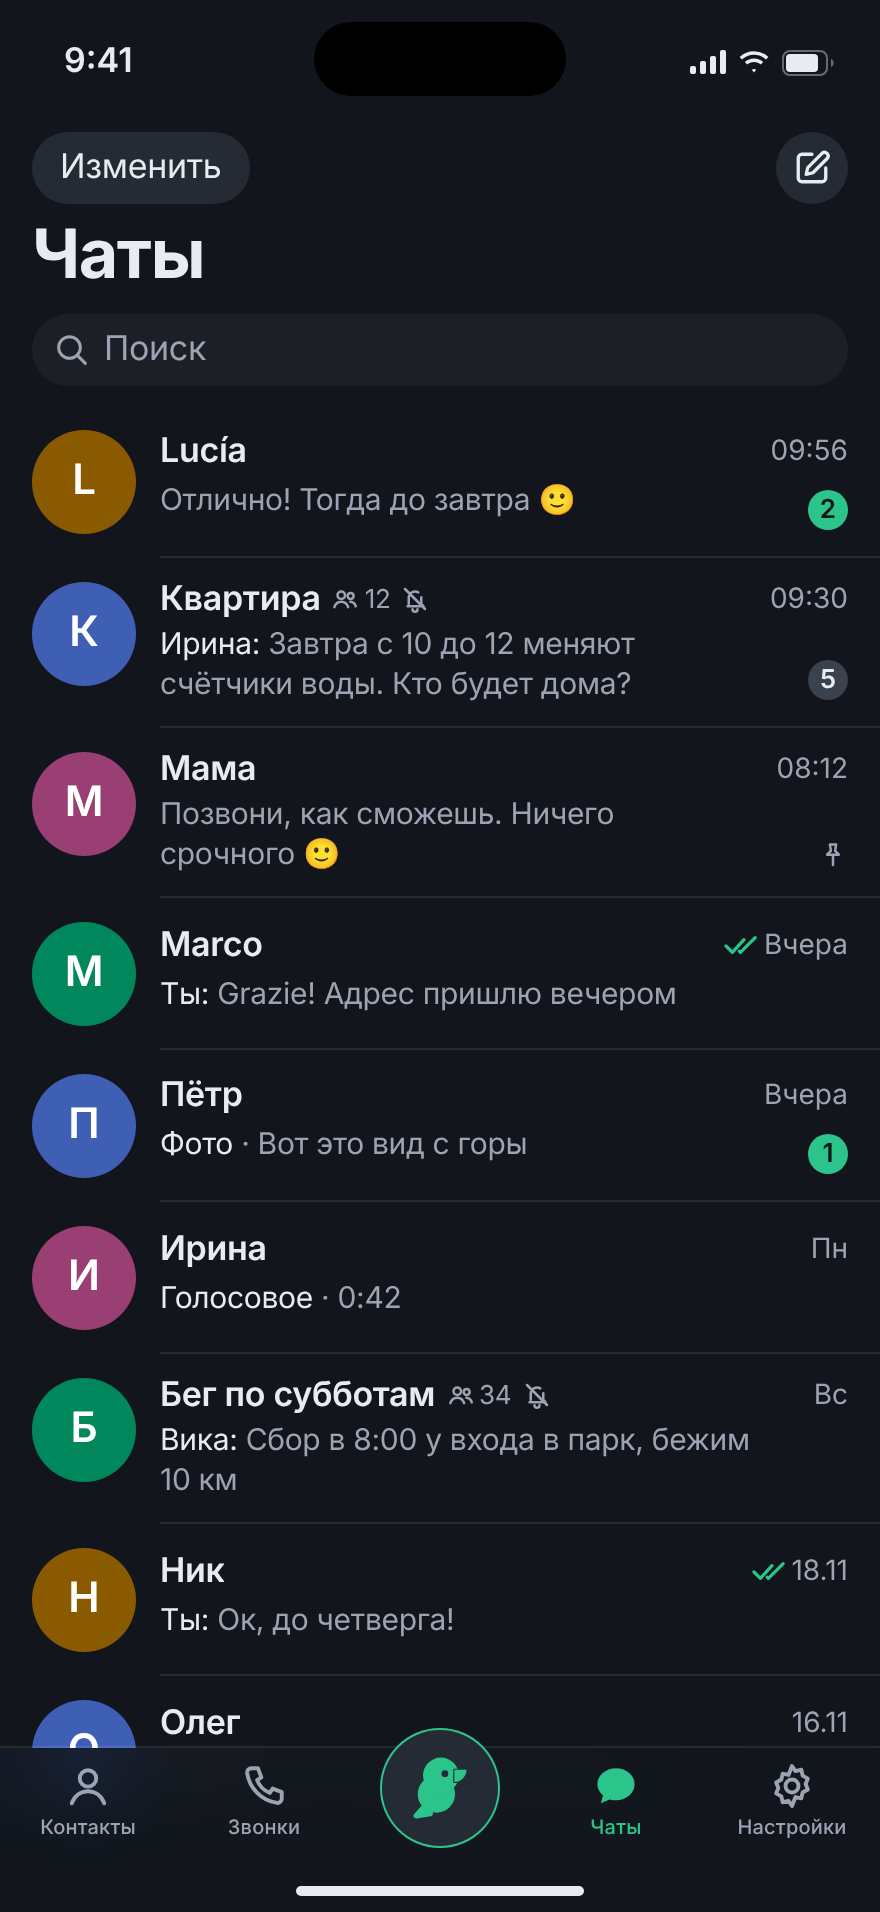 9:41
Изменить
Чаты
Поиск
L
Lucía
09:56
Отлично! Тогда до завтра 🙂
2
К
Квартира 12
09:30
Ирина: Завтра с 10 до 12 меняют
счётчики воды. Кто будет дома?
5
М
Мама
08:12
Позвони, как сможешь. Ничего
срочного 🙂
M
Marco
Вчера
Ты: Grazie! Адрес пришлю вечером
П
Пётр
Вчера
Фото · Вот это вид с горы
1
И
Ирина
Пн
Голосовое · 0:42
Б
Бег по субботам 34
Вс
Вика: Сбор в 8:00 у входа в парк, бежим
10 км
Н
Ник
18.11
Ты: Ок, до четверга!
О
Олег
16.11
Контакты
Звонки
Чаты
Настройки